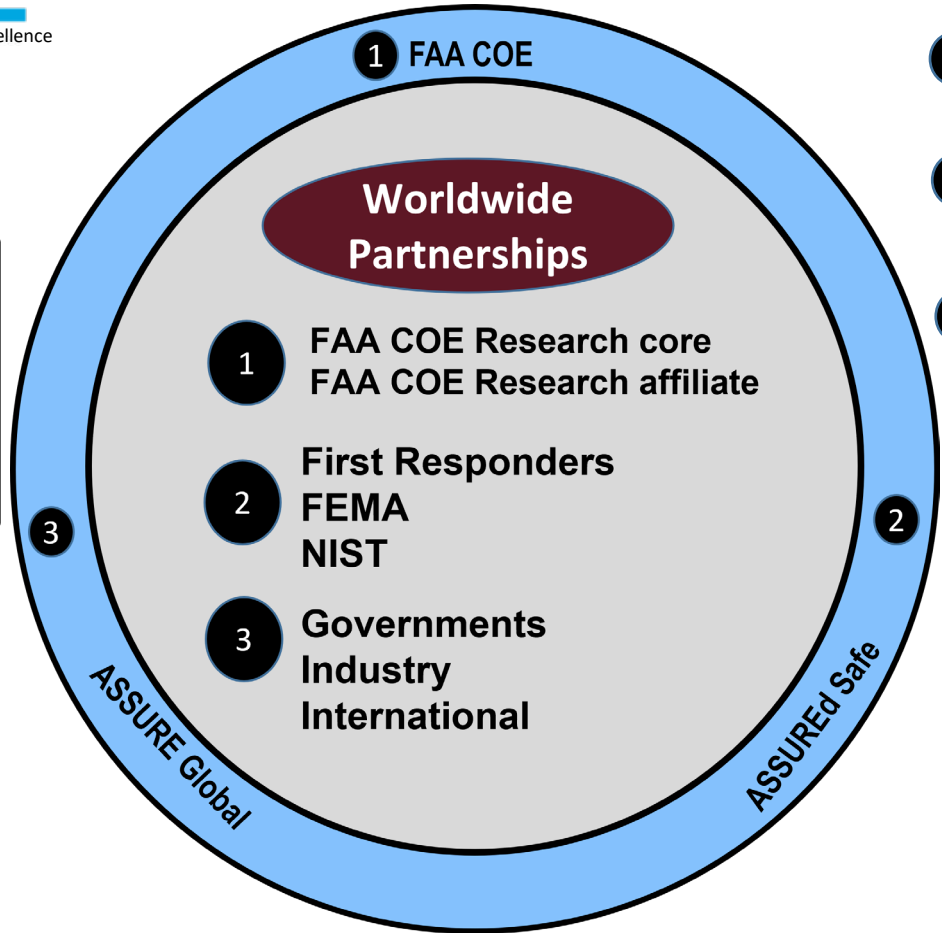 1 FAA COE
Worldwide
Partnerships
1
FAA COE Research core
FAA COE Research affiliate
2
First Responders
FEMA
NIST
3
Governments
Industry
International
3
2
ASSURE Global
ASSUREd Safe